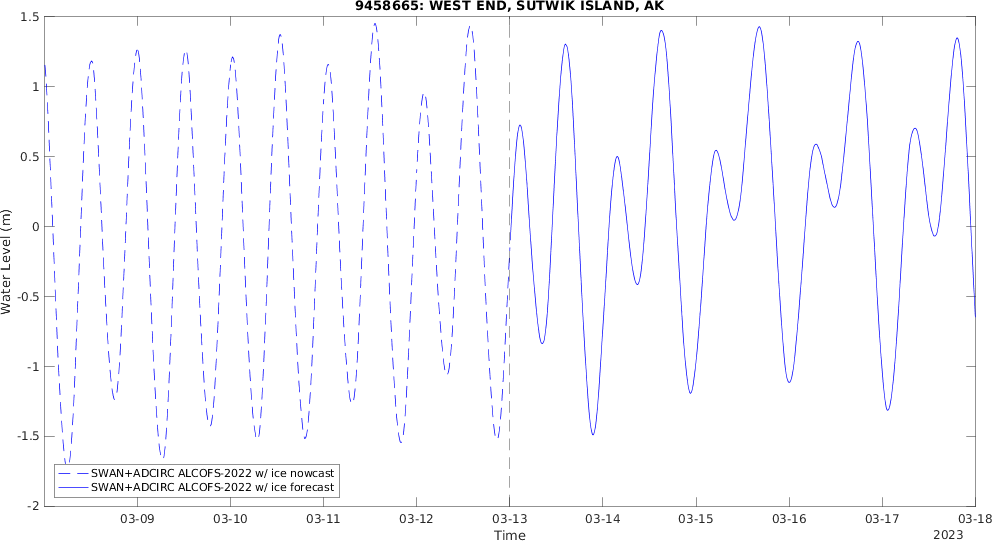 9458665: WEST END, SUTWIK ISLAND, AK
1.5
1
0.5
0
-0.5
-1
-1.5
-2
Water Level (m)
SWAN+ADCIRC ALCOFS-2022 w/ ice nowcast
SWAN+ADCIRC ALCOFS-2022 w/ ice forecast
03-09 03-10 03-11 03-12 03-13 03-14 03-15 03-16 03-17 03-18
Time
2023